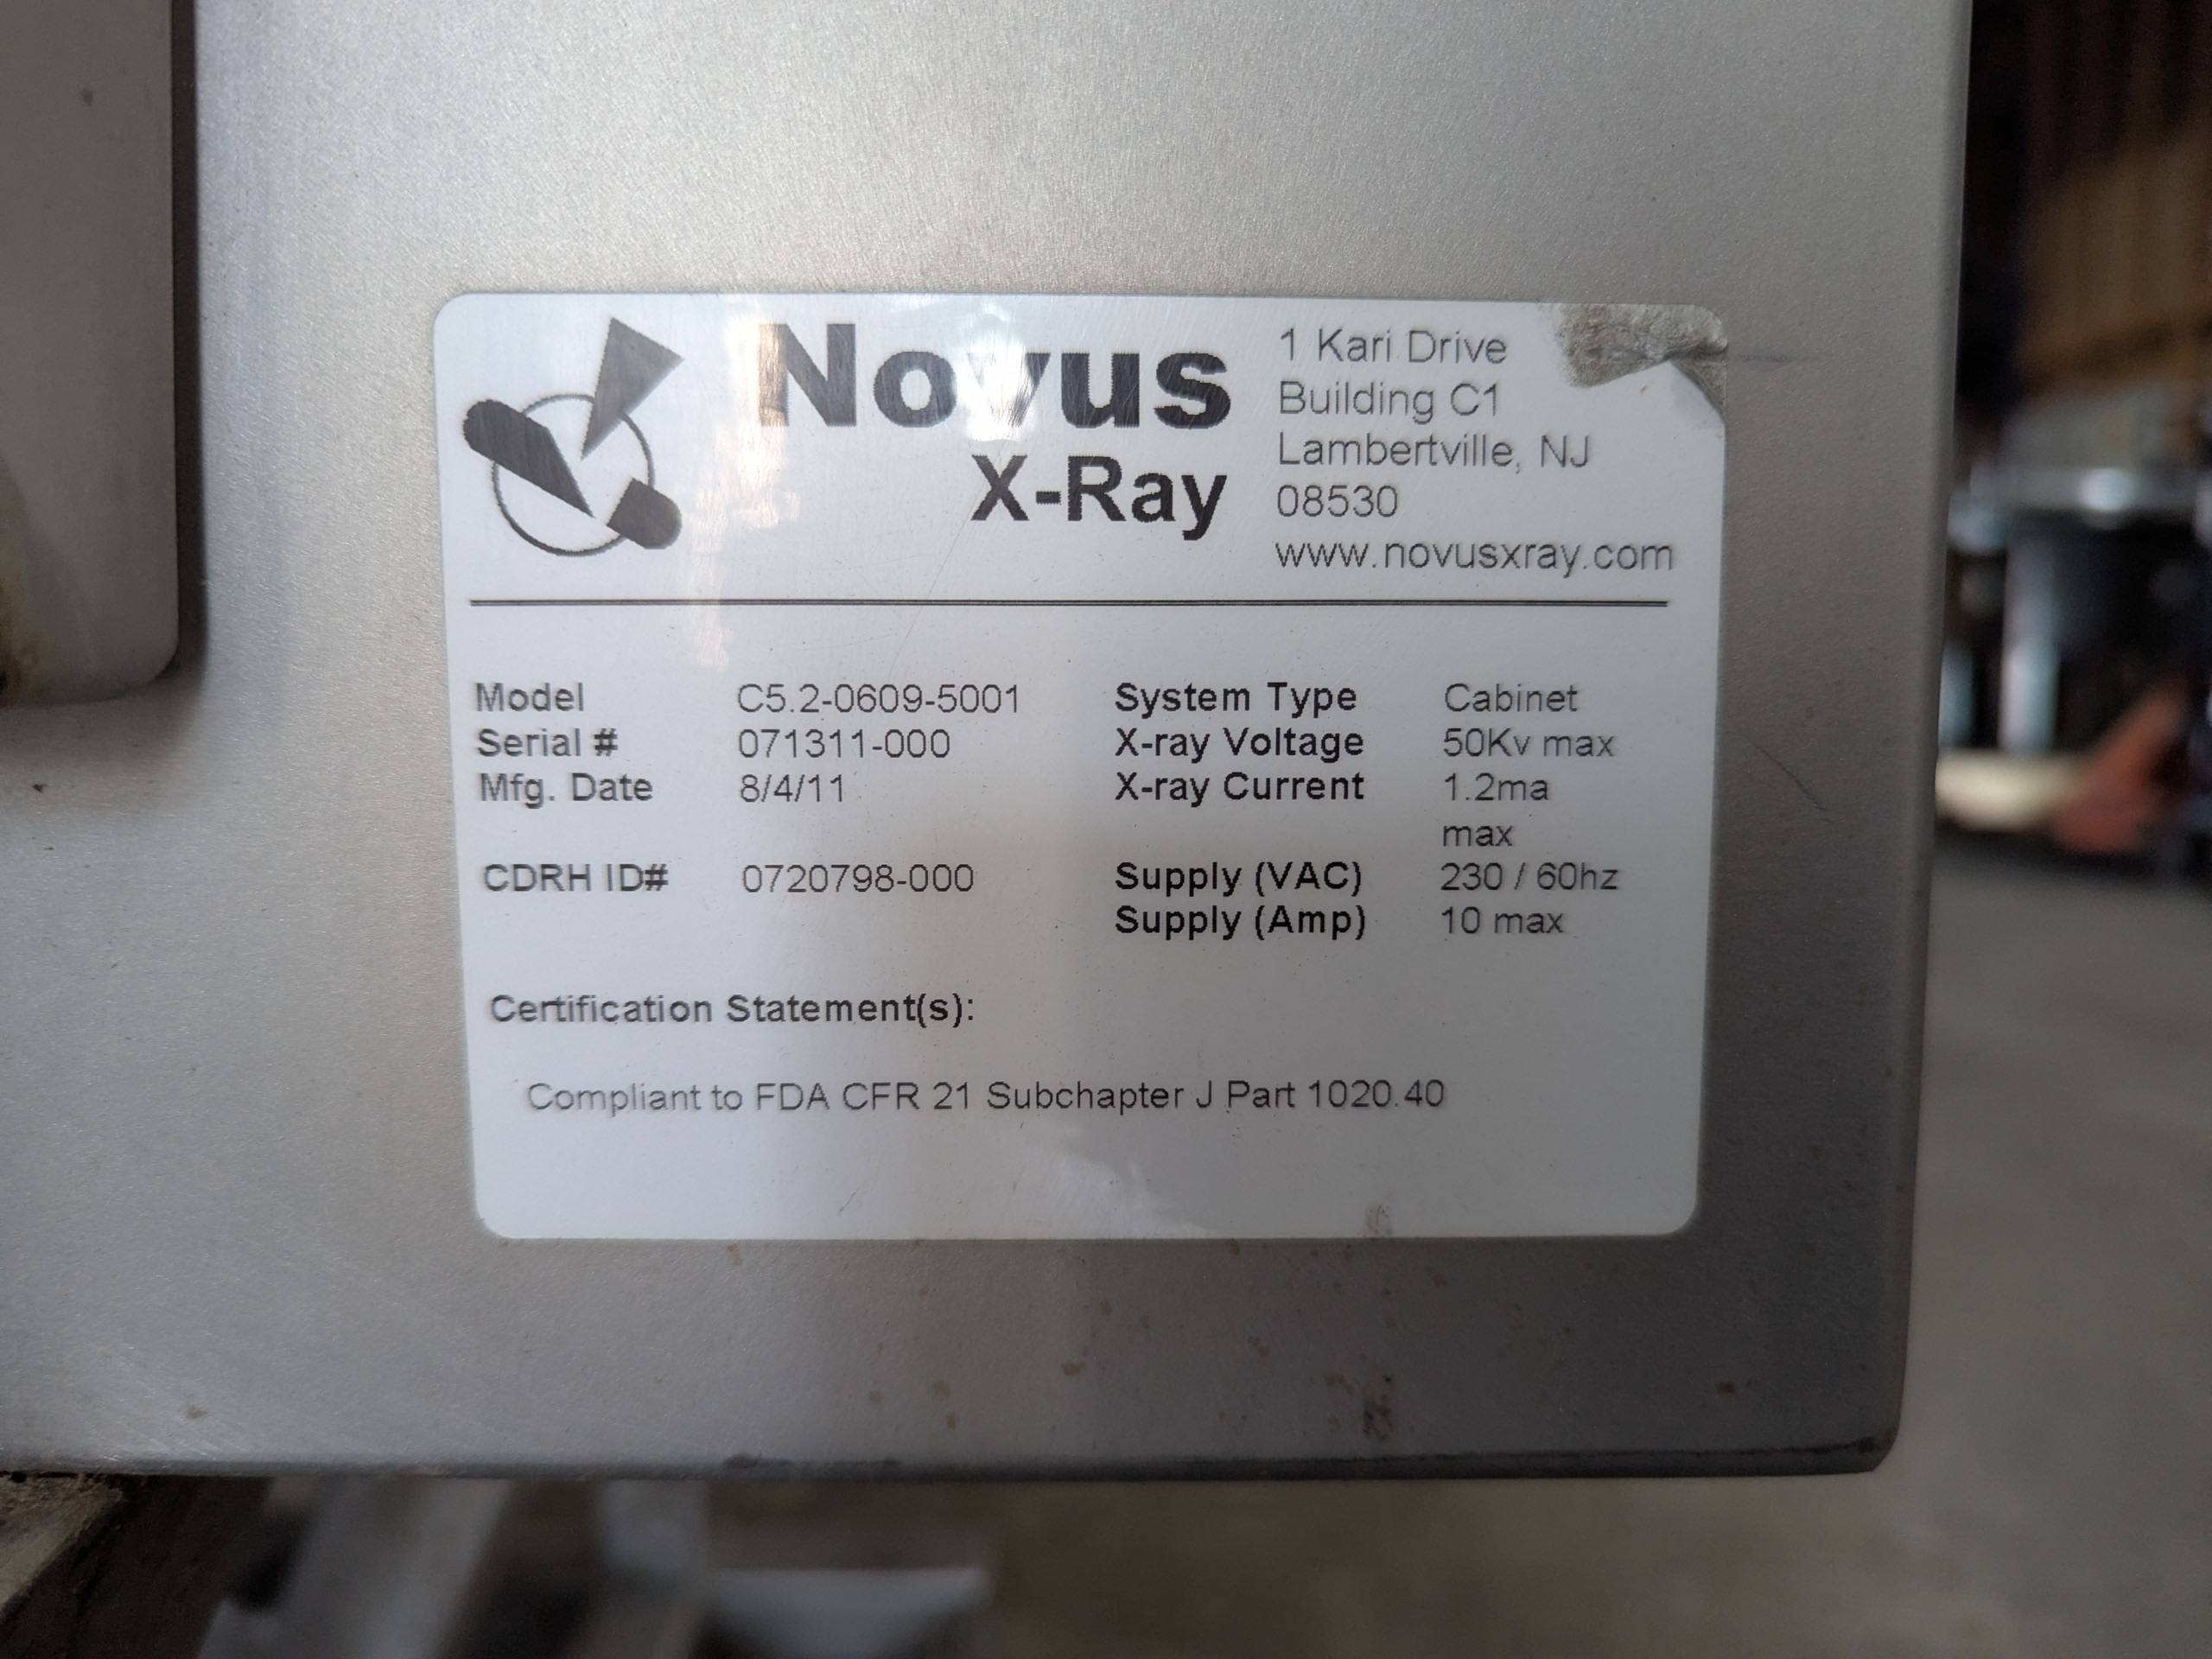 Novus
X-Ray
1 Kari Drive
Building C1
Lambertville, NJ
08530
www.novusxray.com
Model C5.2-0609-5001 System Type Cabinet
Serial # 071311-000 X-ray Voltage 50Kv max
Mfg. Date 8/4/11 X-ray Current 1.2ma
max
CDRH ID# 0720798-000 Supply (VAC) 230 / 60hz
Supply (Amp) 10 max
Certification Statement(s):
Compliant to FDA CFR 21 Subchapter J Part 1020.40